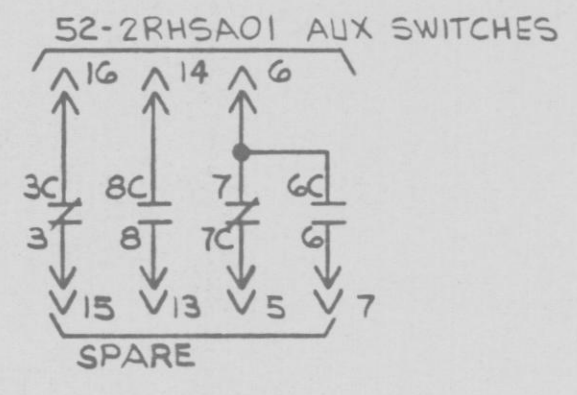 52-2RHSA01 AUX SWITCHES
16 14 6
3C 8C 7 6C
3 8 7C 6
15 13 5 7
SPARE